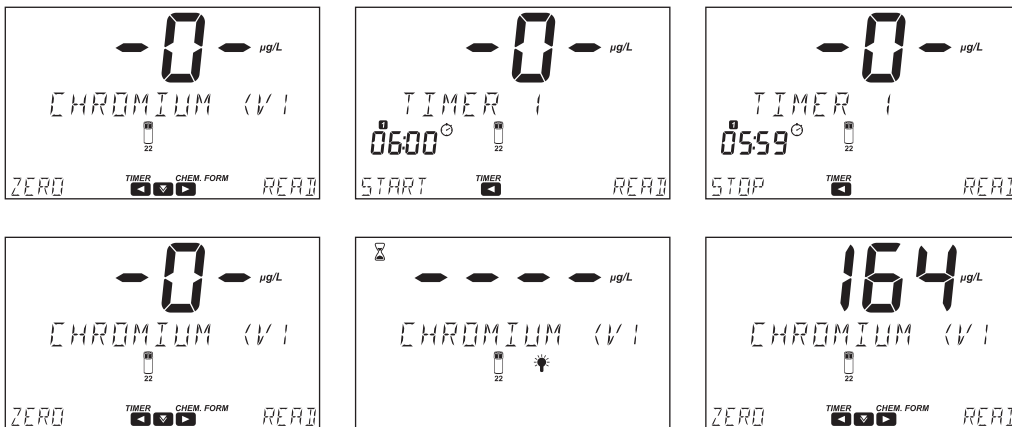 -0- µg/L
CHROMIUM (VI
22
TIMER CHEM. FORM
ZERO READ
-0- µg/L
TIMER 1
1
06:00
22
TIMER
START READ
-0- µg/L
TIMER 1
1
05:59
22
TIMER
STOP READ
-0- µg/L
CHROMIUM (VI
22
TIMER CHEM. FORM
ZERO READ
---- µg/L
CHROMIUM (VI
22
164 µg/L
CHROMIUM (VI
22
TIMER CHEM. FORM
ZERO READ